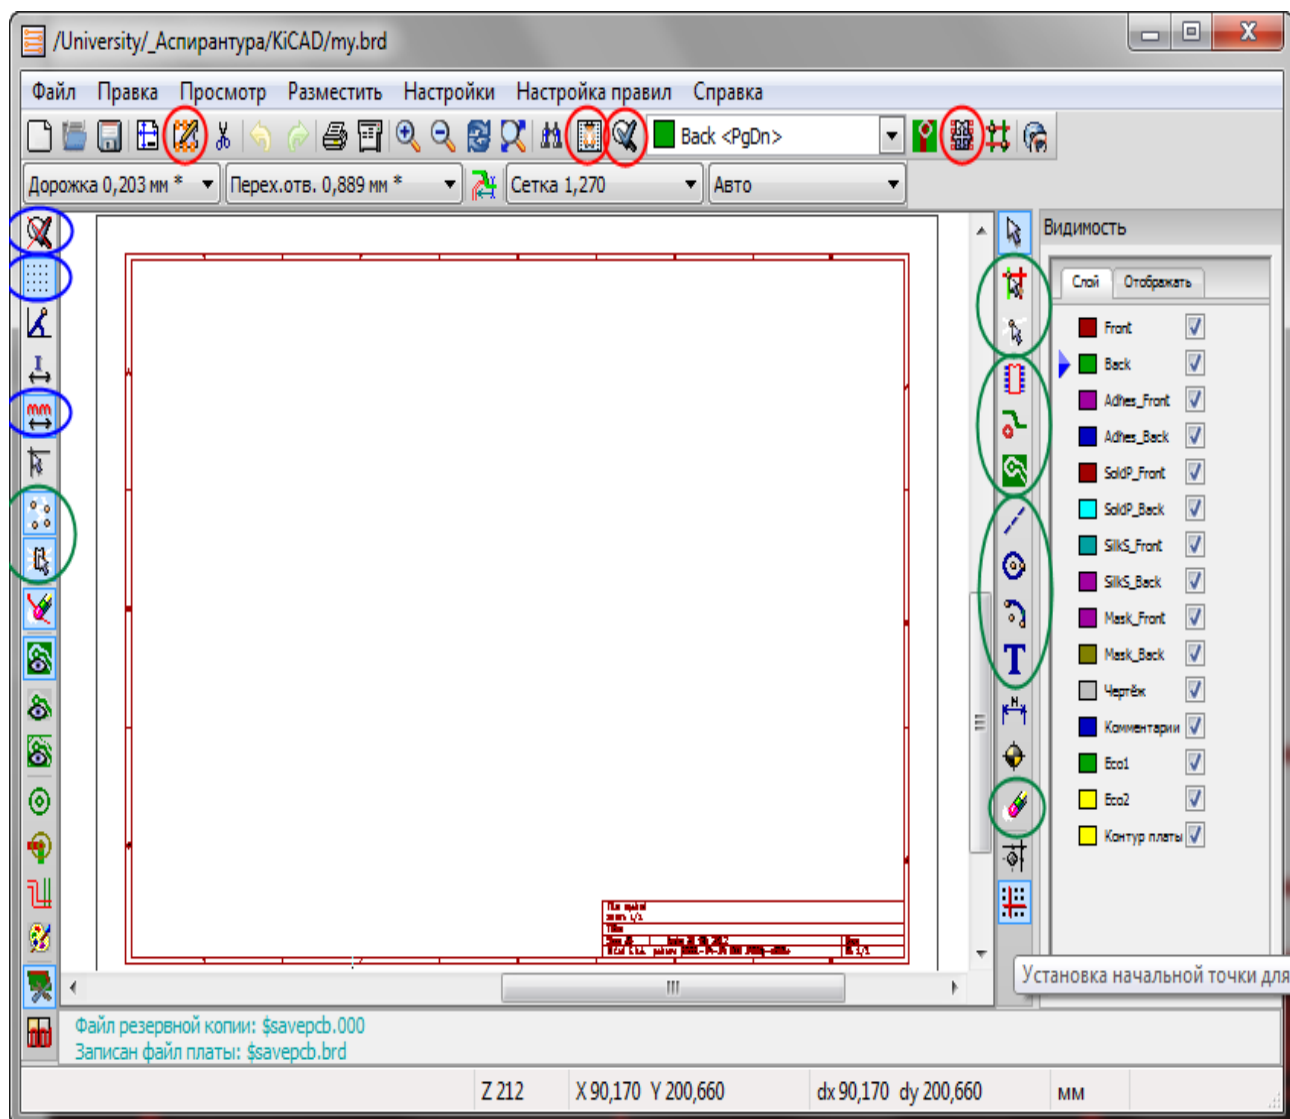 /University/_Аспирантура/KiCAD/my.brd
Файл Правка Просмотр Разместить Настройки Настройка правил Справка
Back <PgDn>
Дорожка 0,203 мм * Перех.отв. 0,889 мм * Сетка 1,270 Авто
Видимость
Слой Отображать
Front
Back
Adhes_Front
Adhes_Back
SoldP_Front
SoldP_Back
SilkS_Front
SilkS_Back
Mask_Front
Mask_Back
Чертёж
Комментарии
Eco1
Eco2
Контур платы
mm
T
Установка начальной точки для
Файл резервной копии: $savepcb.000
Записан файл платы: $savepcb.brd
Z 212 X 90,170 Y 200,660 dx 90,170 dy 200,660 мм